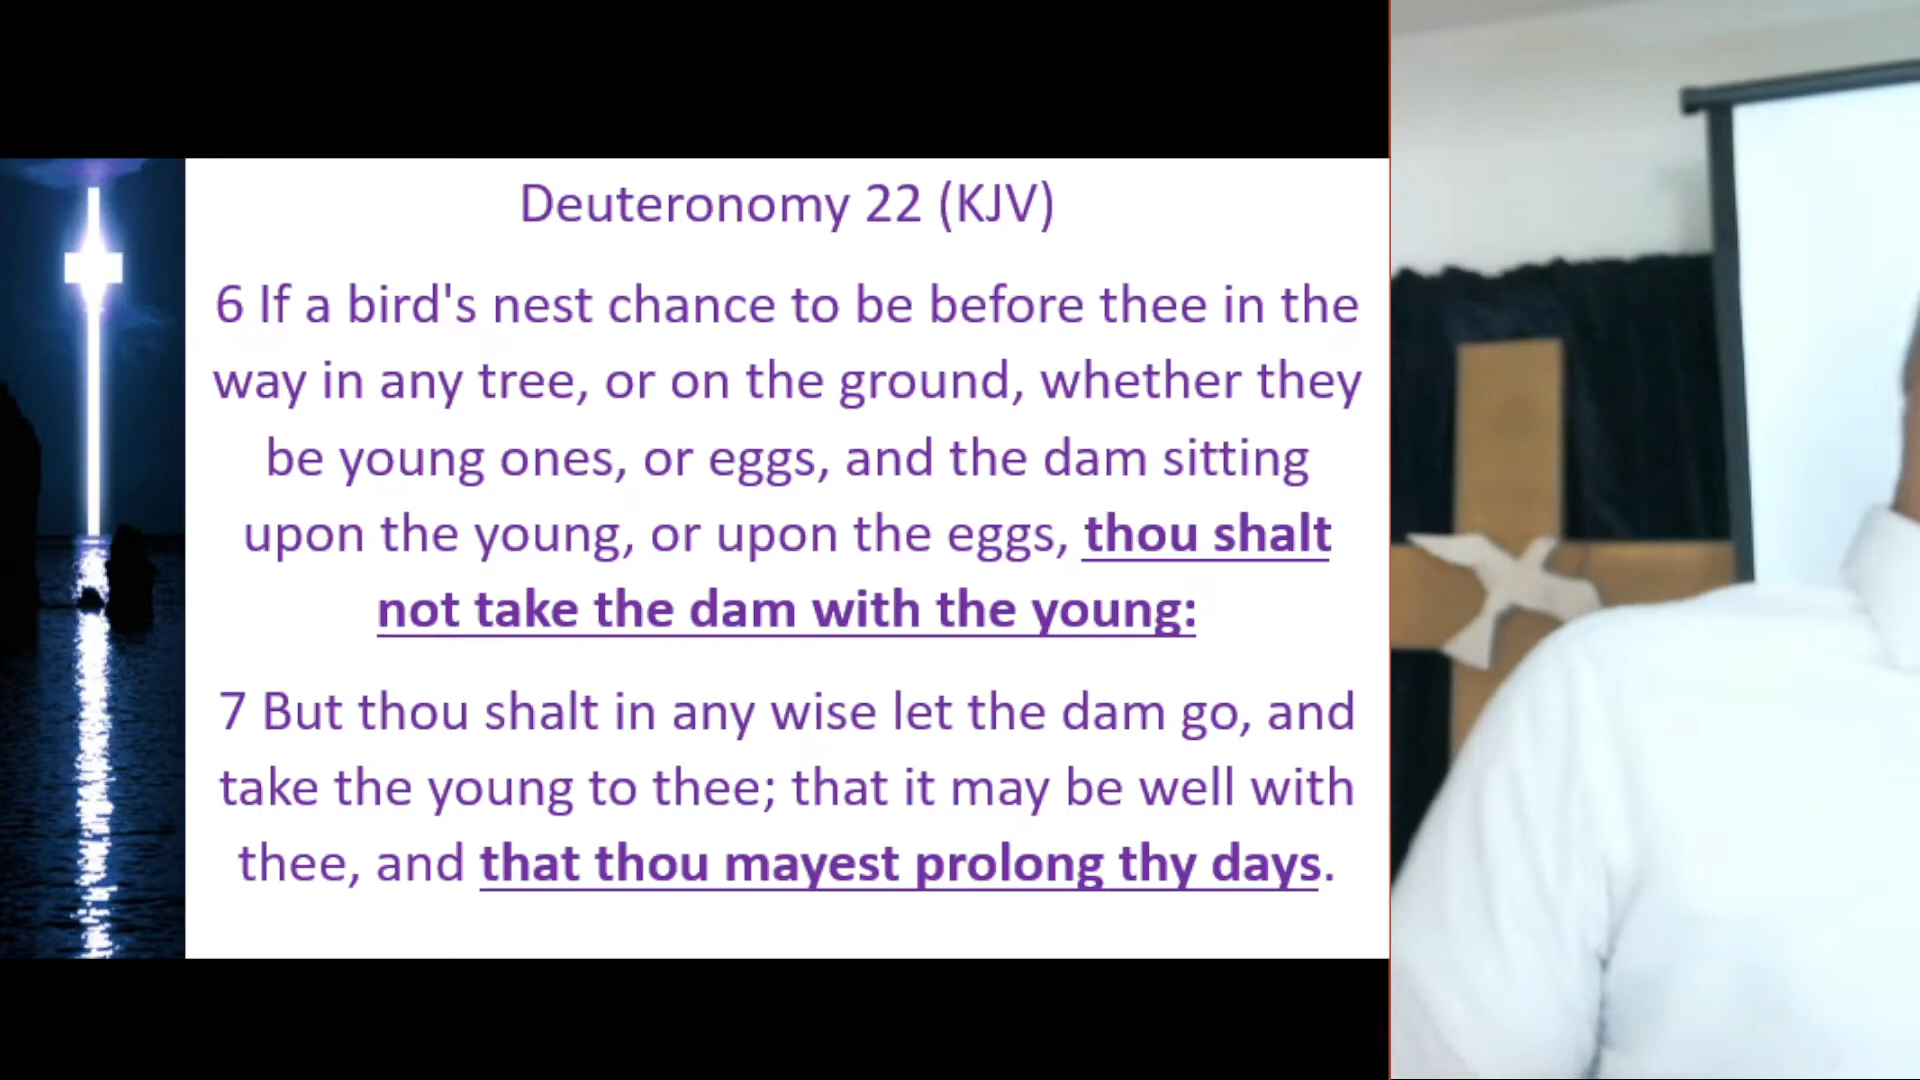 Deuteronomy 22 (KJV)
6 If a bird's nest chance to be before thee in the
way in any tree, or on the ground, whether they
be young ones, or eggs, and the dam sitting
upon the young, or upon the eggs, thou shalt
not take the dam with the young:
7 But thou shalt in any wise let the dam go, and
take the young to thee; that it may be well with
thee, and that thou mayest prolong thy days.